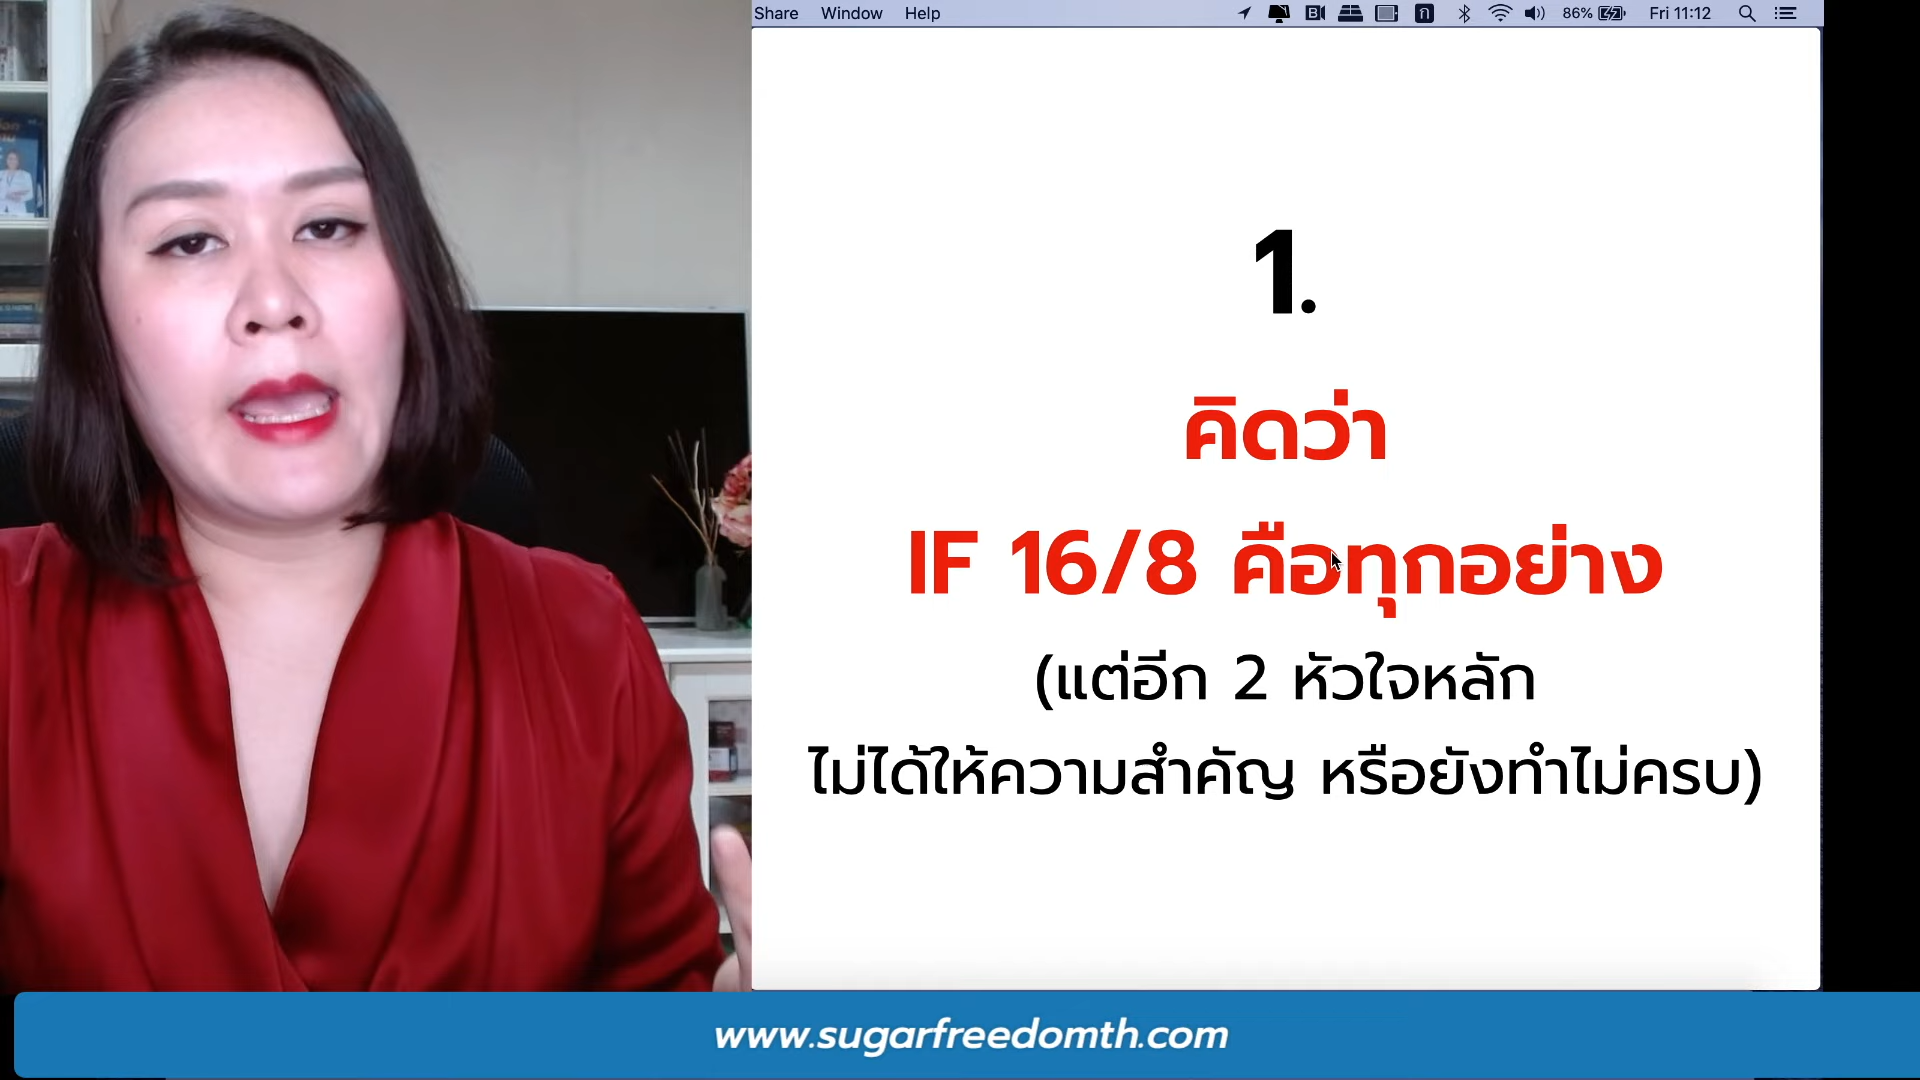 Share Window Help 86% Fri 11:12
1.
คิดว่า
IF 16/8 คือทุกอย่าง
(แต่อีก 2 หัวใจหลัก
ไม่ได้ให้ความสำคัญ หรือยังทำไม่ครบ)
www.sugarfreedomth.com